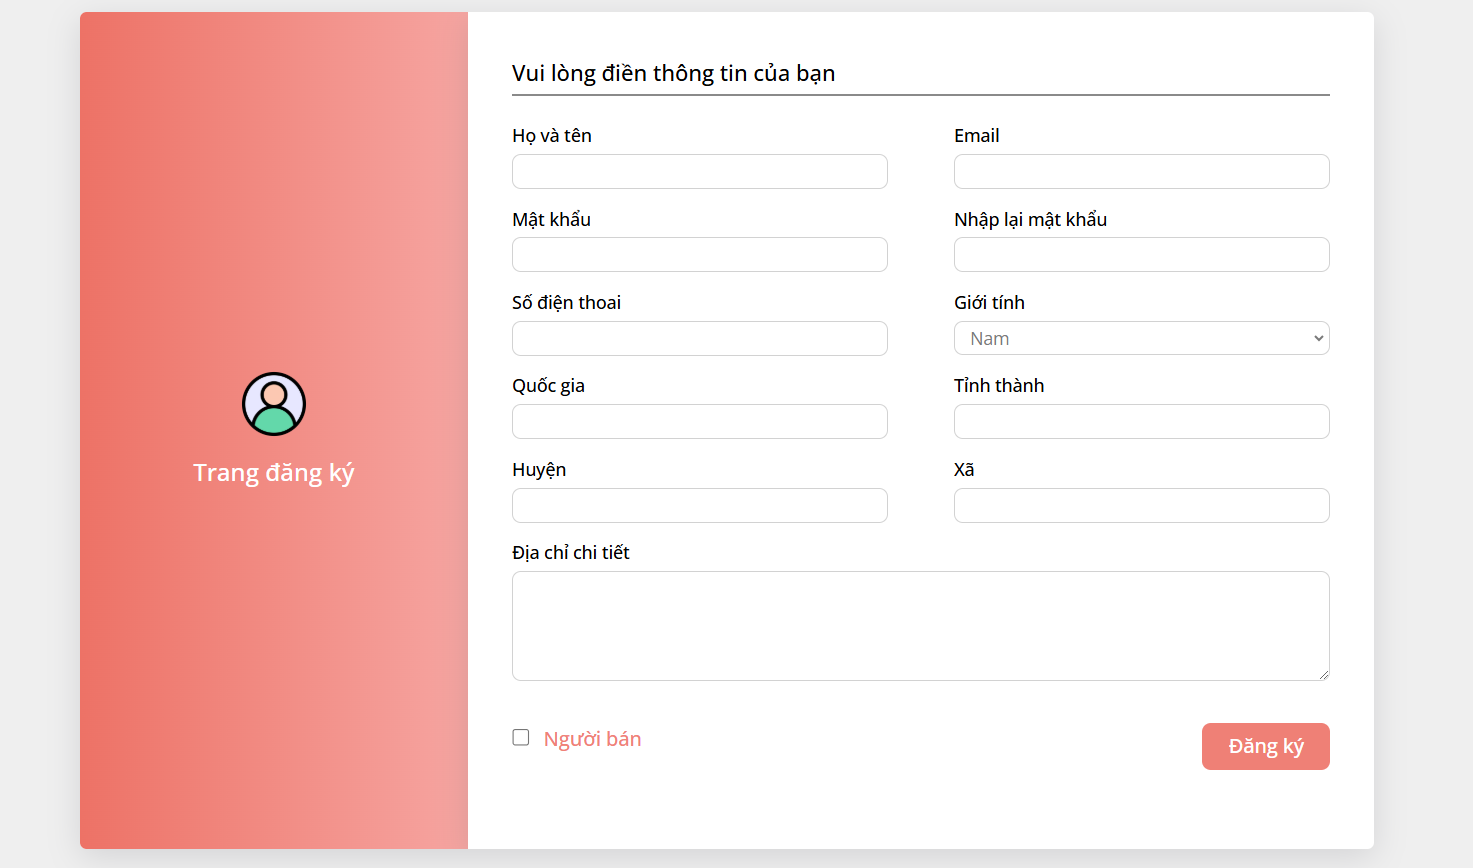 Trang đăng ký
Vui lòng điền thông tin của bạn
Họ và tên
Email
Mật khẩu
Nhập lại mật khẩu
Số điện thoai
Giới tính
Nam
Quốc gia
Tỉnh thành
Huyện
Xã
Địa chỉ chi tiết
Người bán
Đăng ký